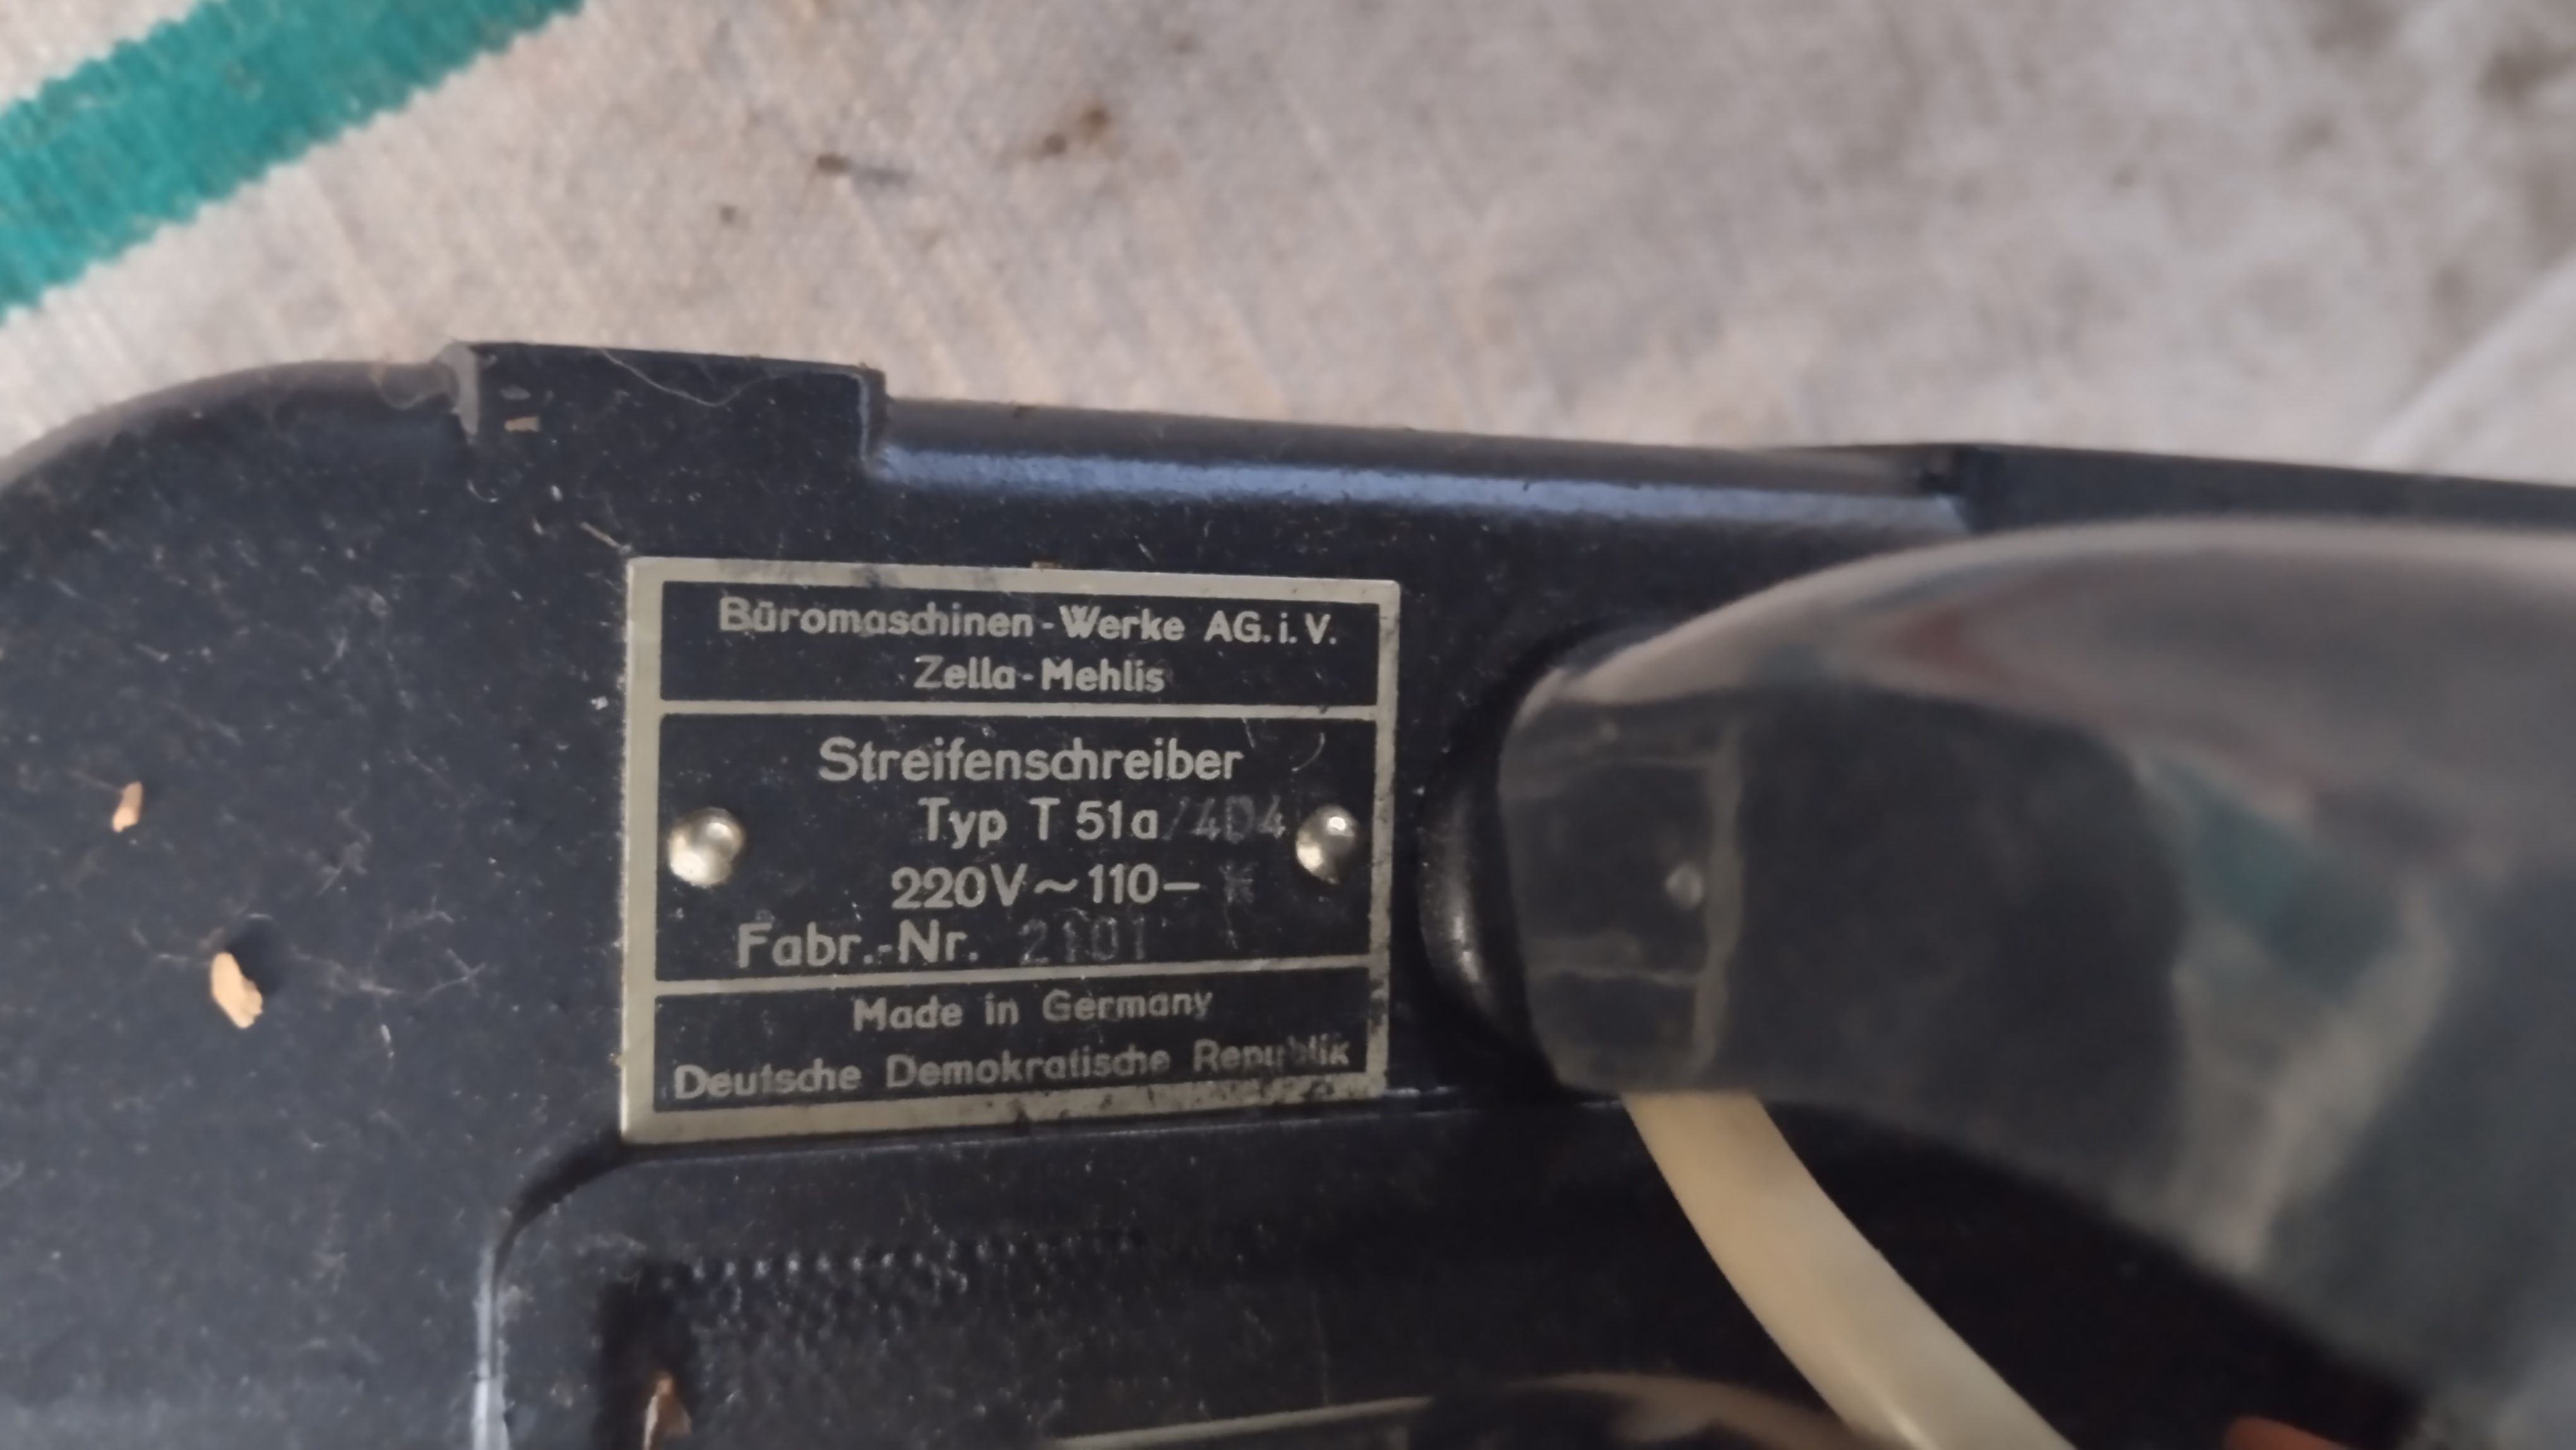 Büromaschinen-Werke AG. i. V.
Zella-Mehlis
Streifenschreiber
Typ T 51a/4D4
220V~110–
Fabr.-Nr. 2101
Made in Germany
Deutsche Demokratische Republik